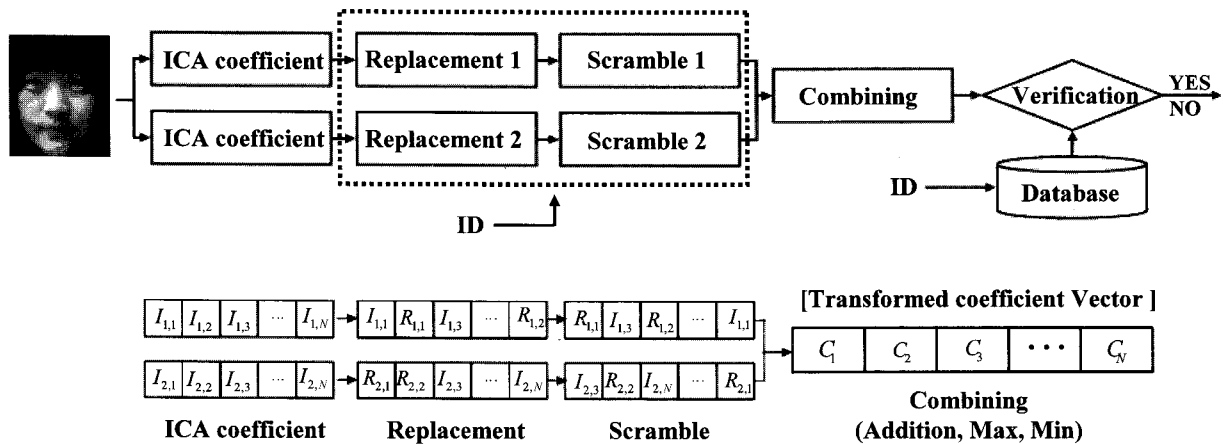 ICA coefficient Replacement 1 Scramble 1
ICA coefficient Replacement 2 Scramble 2
Combining Verification YES
NO
ID
ID Database
[Transformed coefficient Vector ]
I1,1 I1,2 I1,3 ... I1,N I1,1 R1,1 I1,3 ... R1,2 R1,1 I1,3 R1,2 ... I1,1
I2,1 I2,2 I2,3 ... I2,N R2,1 R2,2 I2,3 ... I2,N I2,3 R2,2 I2,N ... R2,1
C1 C2 C3 ... CN
ICA coefficient Replacement Scramble Combining
(Addition, Max, Min)